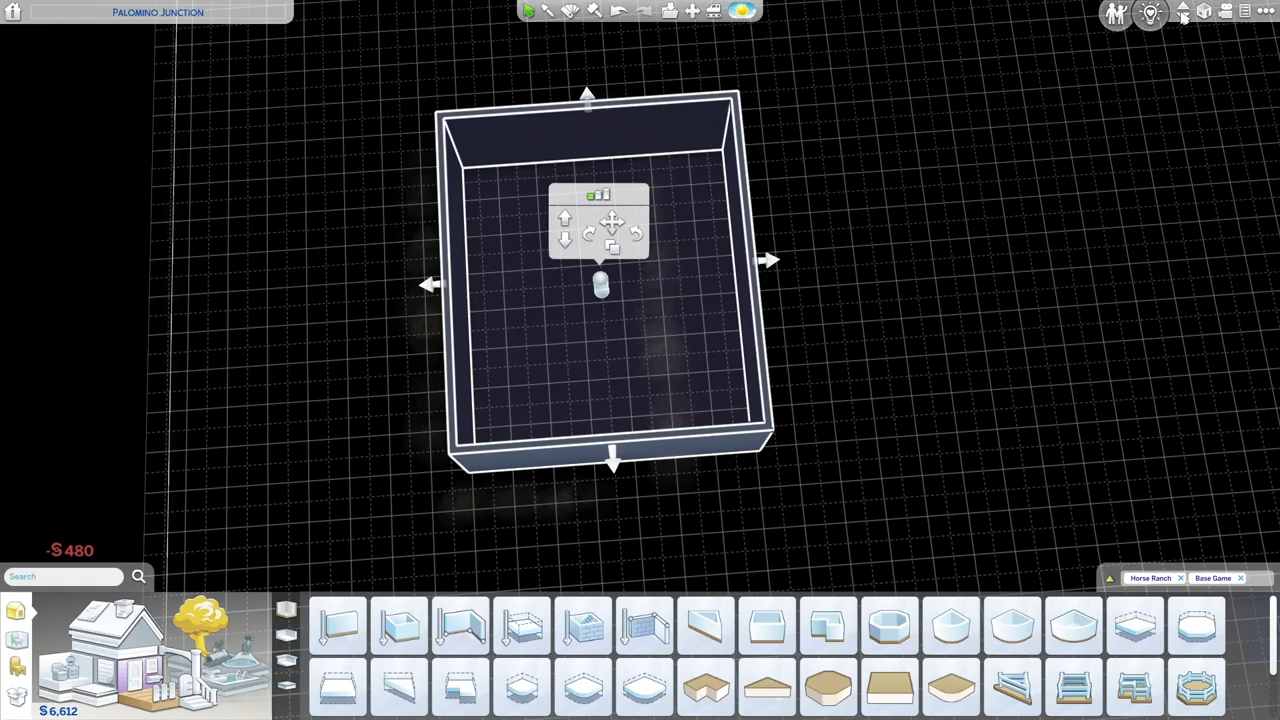 PALOMINO JUNCTION
-§480
Search
Horse Ranch
Base Game
§6,612